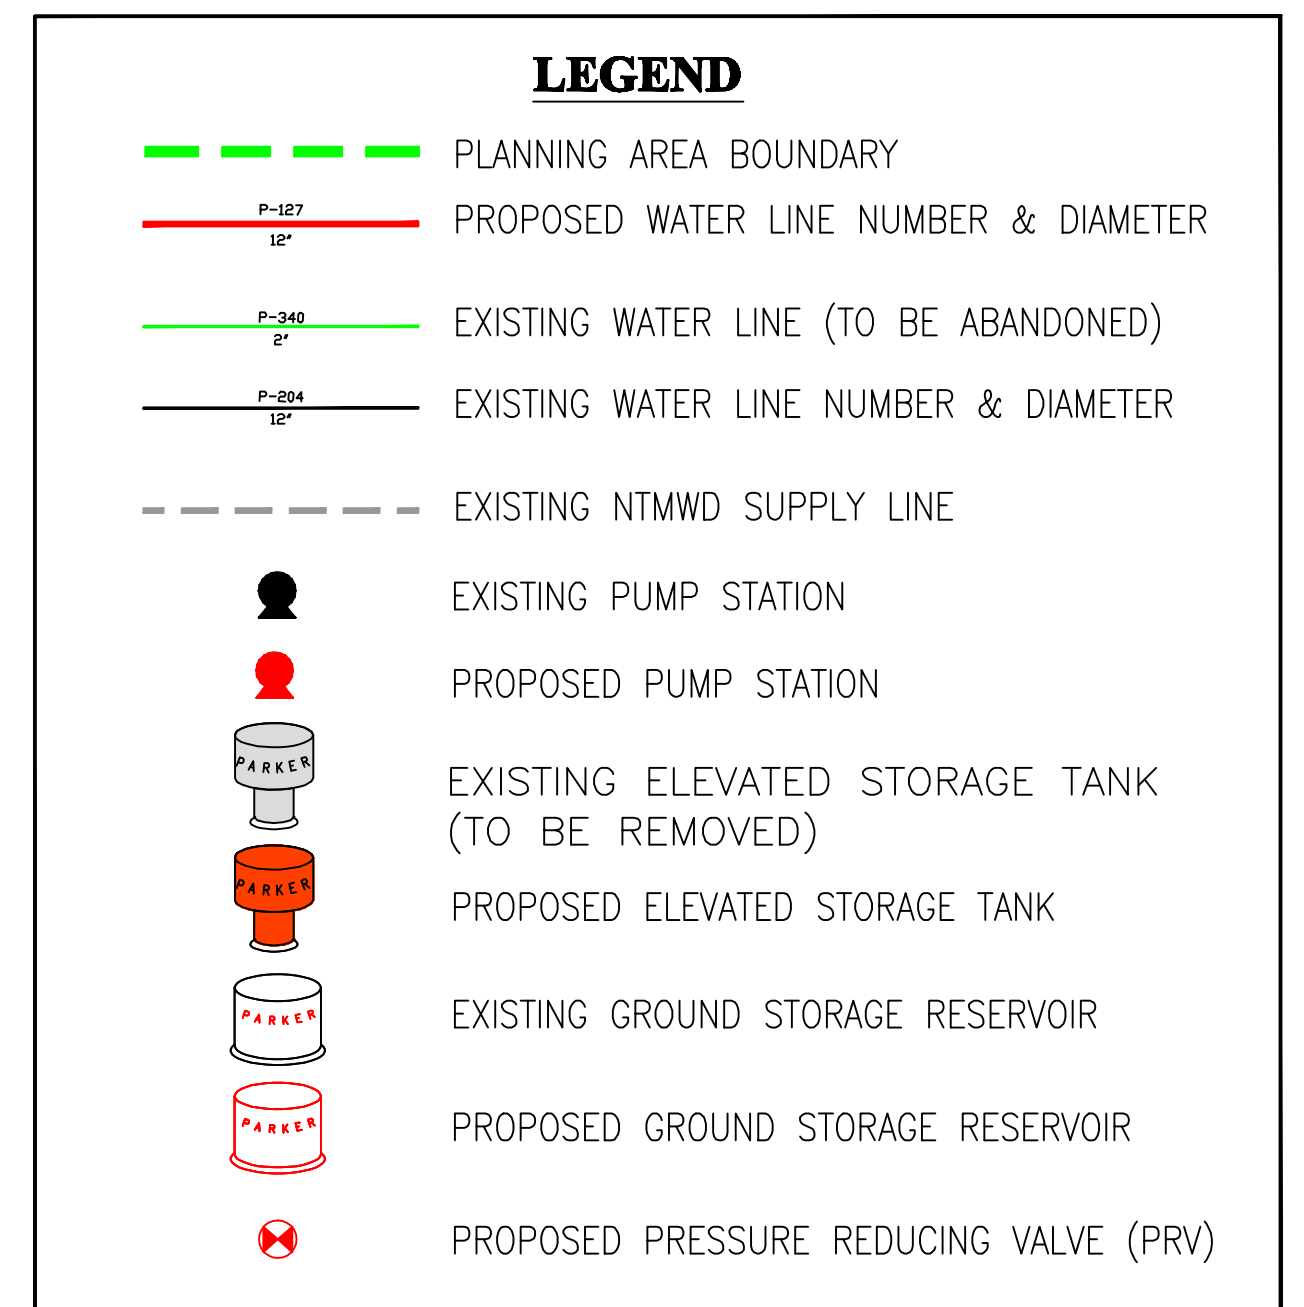 LEGEND
PLANNING AREA BOUNDARY
P-127
12" PROPOSED WATER LINE NUMBER & DIAMETER
P-340
2" EXISTING WATER LINE (TO BE ABANDONED)
P-204
12" EXISTING WATER LINE NUMBER & DIAMETER
EXISTING NTMWD SUPPLY LINE
EXISTING PUMP STATION
PROPOSED PUMP STATION
PARKER EXISTING ELEVATED STORAGE TANK
(TO BE REMOVED)
PARKER PROPOSED ELEVATED STORAGE TANK
PARKER EXISTING GROUND STORAGE RESERVOIR
PARKER PROPOSED GROUND STORAGE RESERVOIR
PROPOSED PRESSURE REDUCING VALVE (PRV)